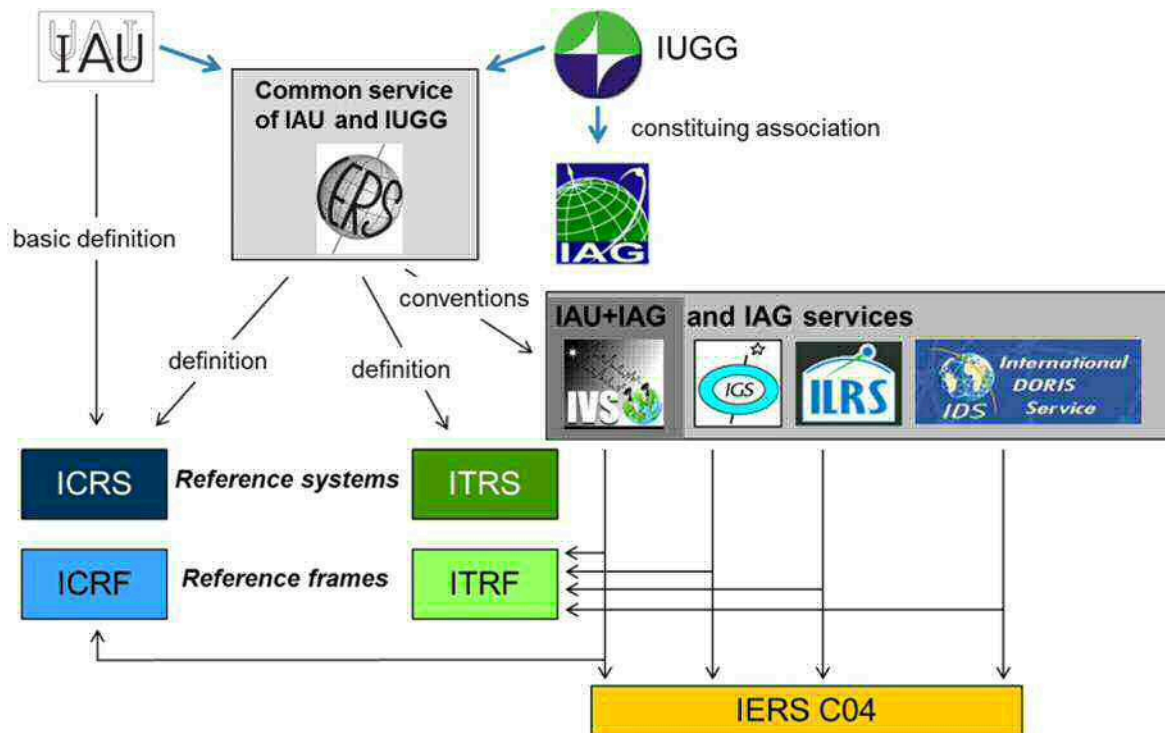 UAI
IAU
IUGG
Common service
of IAU and IUGG
IERS
constituing association
IAG
basic definition
conventions
definition
definition
IAU+IAG and IAG services
IVS
IGS
ILRS
International
DORIS
Service
IDS
ICRS
Reference systems
ITRS
ICRF
Reference frames
ITRF
IERS C04